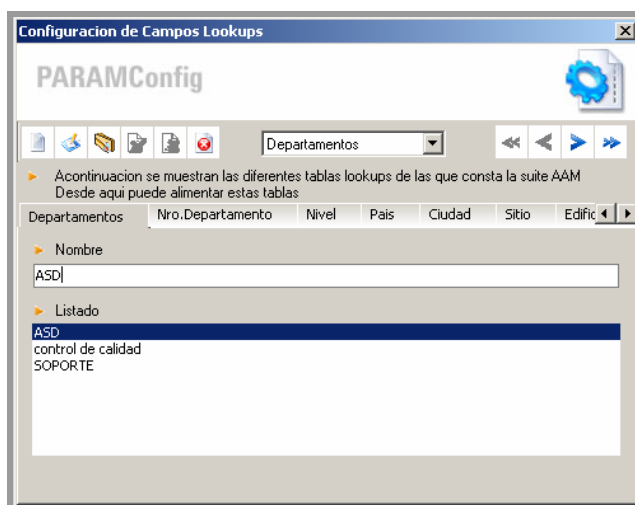 Configuracion de Campos Lookups
PARAMConfig
Departamentos
Acontinuacion se muestran las diferentes tablas lookups de las que consta la suite AAM
Desde aqui puede alimentar estas tablas
Departamentos Nro.Departamento Nivel Pais Ciudad Sitio Edific
Nombre
ASD
Listado
ASD
control de calidad
SOPORTE